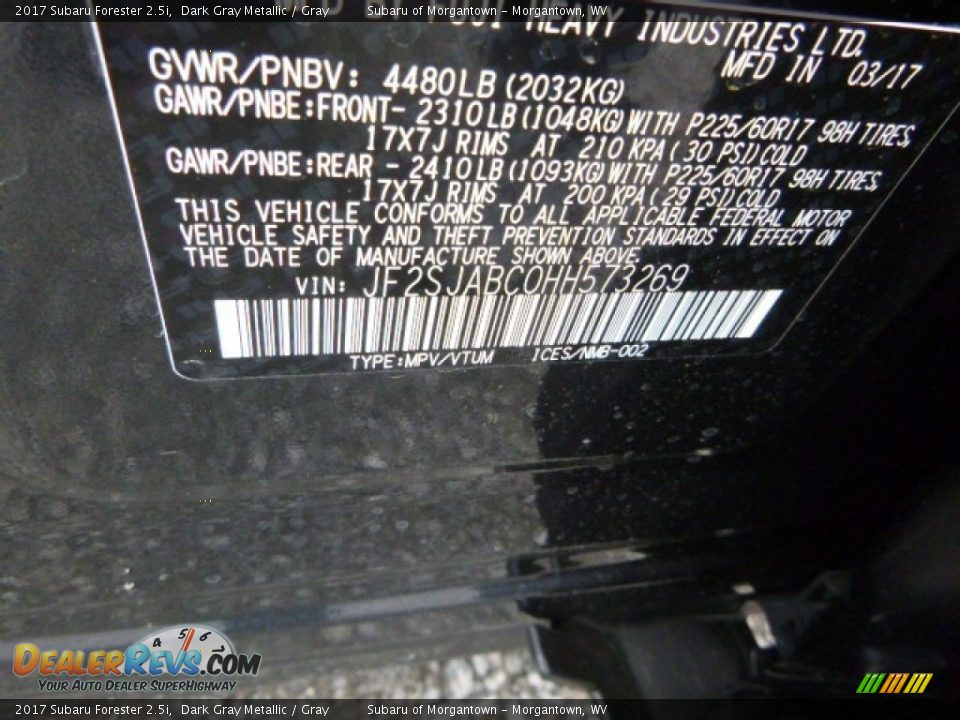 2017 Subaru Forester 2.5i, Dark Gray Metallic / Gray Subaru of Morgantown - Morgantown, WV
HEAVY INDUSTRIES LTD.
MFD IN 03/17
GVWR/PNBV: 4480LB (2032KG)
GAWR/PNBE:FRONT- 2310LB(1048KG)WITH P225/60R17 98H TIRES,
17X7J RIMS AT 210 KPA( 30 PSI)COLD
GAWR/PNBE:REAR - 2410LB(1093KG)WITH P225/60R17 98H TIRES,
17X7J RIMS AT 200 KPA( 29 PSI)COLD
THIS VEHICLE CONFORMS TO ALL APPLICABLE FEDERAL MOTOR
VEHICLE SAFETY AND THEFT PREVENTION STANDARDS IN EFFECT ON
THE DATE OF MANUFACTURE SHOWN ABOVE.
VIN: JF2SJABC0HH573269
TYPE:MPV/VTUM ICES/NMB-002
4 5 6
DEALERREVS.COM
YOUR AUTO DEALER SUPERHIGHWAY
2017 Subaru Forester 2.5i, Dark Gray Metallic / Gray Subaru of Morgantown - Morgantown, WV